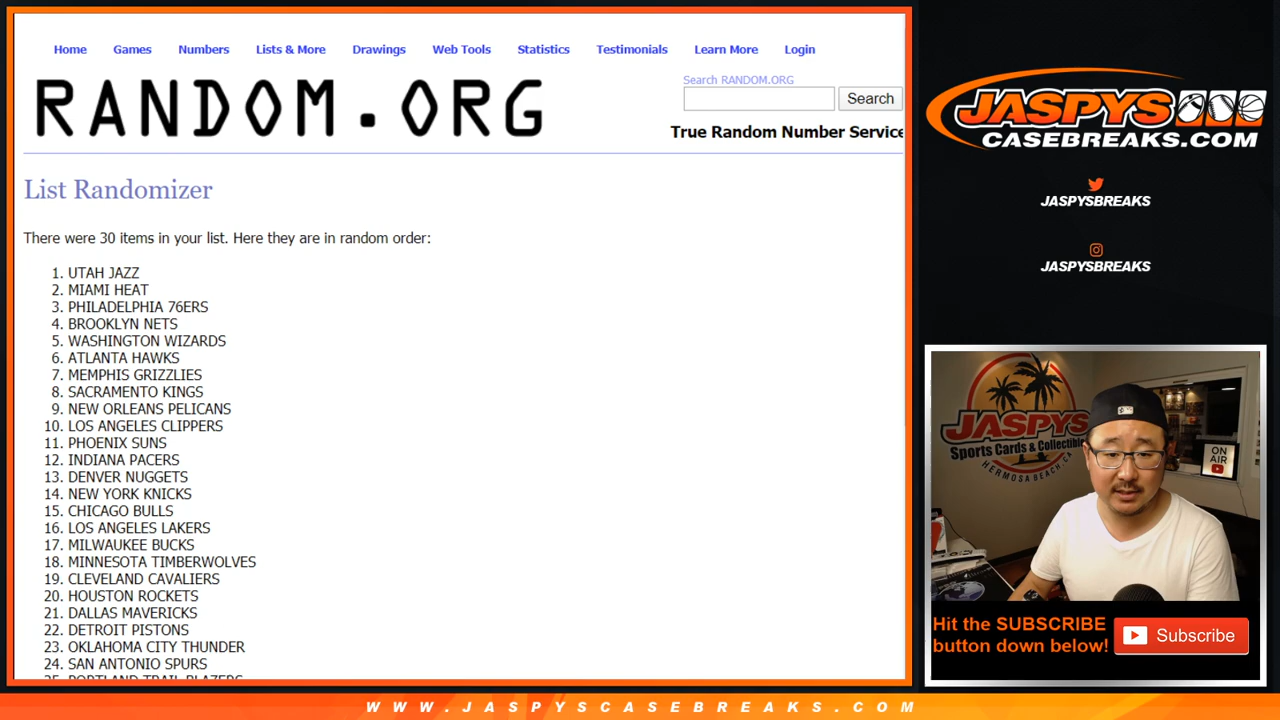 Home Games Numbers Lists & More Drawings Web Tools Statistics Testimonials Learn More Login
RANDOM.ORG
Search RANDOM.ORG
Search
True Random Number Service
List Randomizer
There were 30 items in your list. Here they are in random order:
1. UTAH JAZZ
2. MIAMI HEAT
3. PHILADELPHIA 76ERS
4. BROOKLYN NETS
5. WASHINGTON WIZARDS
6. ATLANTA HAWKS
7. MEMPHIS GRIZZLIES
8. SACRAMENTO KINGS
9. NEW ORLEANS PELICANS
10. LOS ANGELES CLIPPERS
11. PHOENIX SUNS
12. INDIANA PACERS
13. DENVER NUGGETS
14. NEW YORK KNICKS
15. CHICAGO BULLS
16. LOS ANGELES LAKERS
17. MILWAUKEE BUCKS
18. MINNESOTA TIMBERWOLVES
19. CLEVELAND CAVALIERS
20. HOUSTON ROCKETS
21. DALLAS MAVERICKS
22. DETROIT PISTONS
23. OKLAHOMA CITY THUNDER
24. SAN ANTONIO SPURS
25. PORTLAND TRAIL BLAZERS
JASPYS
CASEBREAKS.COM
JASPYSBREAKS
JASPYSBREAKS
JASPYS
Sports Cards & Collectible
HERMOSA BEACH, CA
ON
AIR
Hit the SUBSCRIBE
button down below!
Subscribe
WWW.JASPYSCASEBREAKS.COM